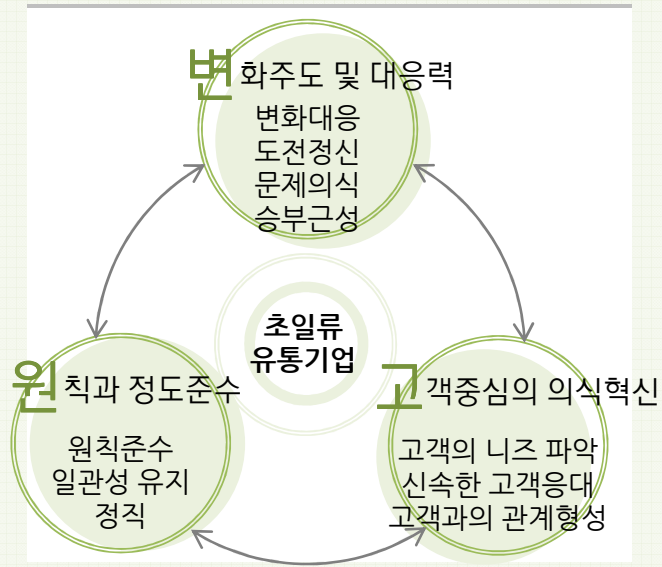 변화주도 및 대응력
변화대응
도전정신
문제의식
승부근성
초일류
유통기업
원칙과 정도준수
원칙준수
일관성 유지
정직
고객중심의 의식혁신
고객의 니즈 파악
신속한 고객응대
고객과의 관계형성